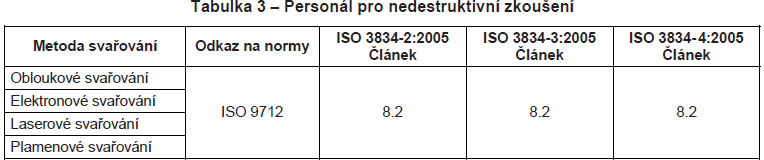 Tabulka 3 – Personál pro nedestruktivní zkoušení
Metoda svařování Odkaz na normy ISO 3834-2:2005 Článek ISO 3834-3:2005 Článek ISO 3834-4:2005 Článek
Obloukové svařování
Elektronové svařování
Laserové svařování
Plamenové svařování
ISO 9712 8.2 8.2 8.2